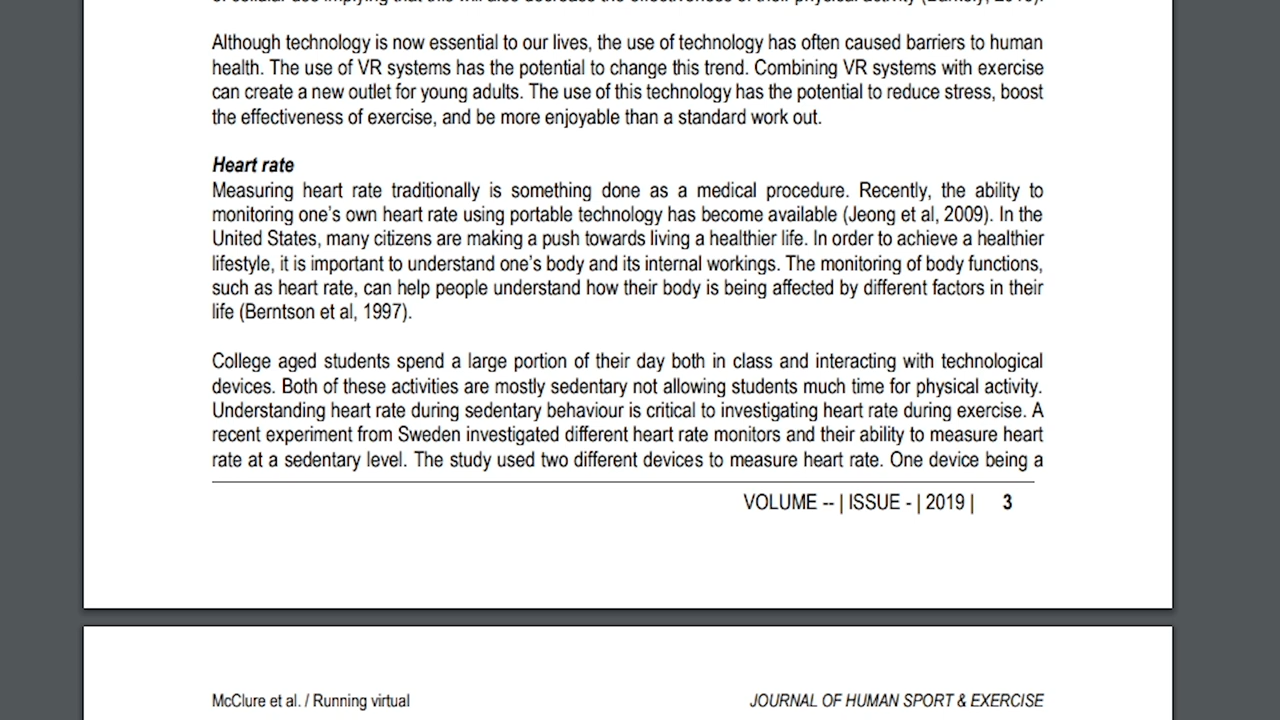 Although technology is now essential to our lives, the use of technology has often caused barriers to human
health. The use of VR systems has the potential to change this trend. Combining VR systems with exercise
can create a new outlet for young adults. The use of this technology has the potential to reduce stress, boost
the effectiveness of exercise, and be more enjoyable than a standard work out.
Heart rate
Measuring heart rate traditionally is something done as a medical procedure. Recently, the ability to
monitoring one's own heart rate using portable technology has become available (Jeong et al, 2009). In the
United States, many citizens are making a push towards living a healthier life. In order to achieve a healthier
lifestyle, it is important to understand one's body and its internal workings. The monitoring of body functions,
such as heart rate, can help people understand how their body is being affected by different factors in their
life (Berntson et al, 1997).
College aged students spend a large portion of their day both in class and interacting with technological
devices. Both of these activities are mostly sedentary not allowing students much time for physical activity.
Understanding heart rate during sedentary behaviour is critical to investigating heart rate during exercise. A
recent experiment from Sweden investigated different heart rate monitors and their ability to measure heart
rate at a sedentary level. The study used two different devices to measure heart rate. One device being a
VOLUME -- | ISSUE - | 2019 | 3
McClure et al. / Running virtual JOURNAL OF HUMAN SPORT & EXERCISE